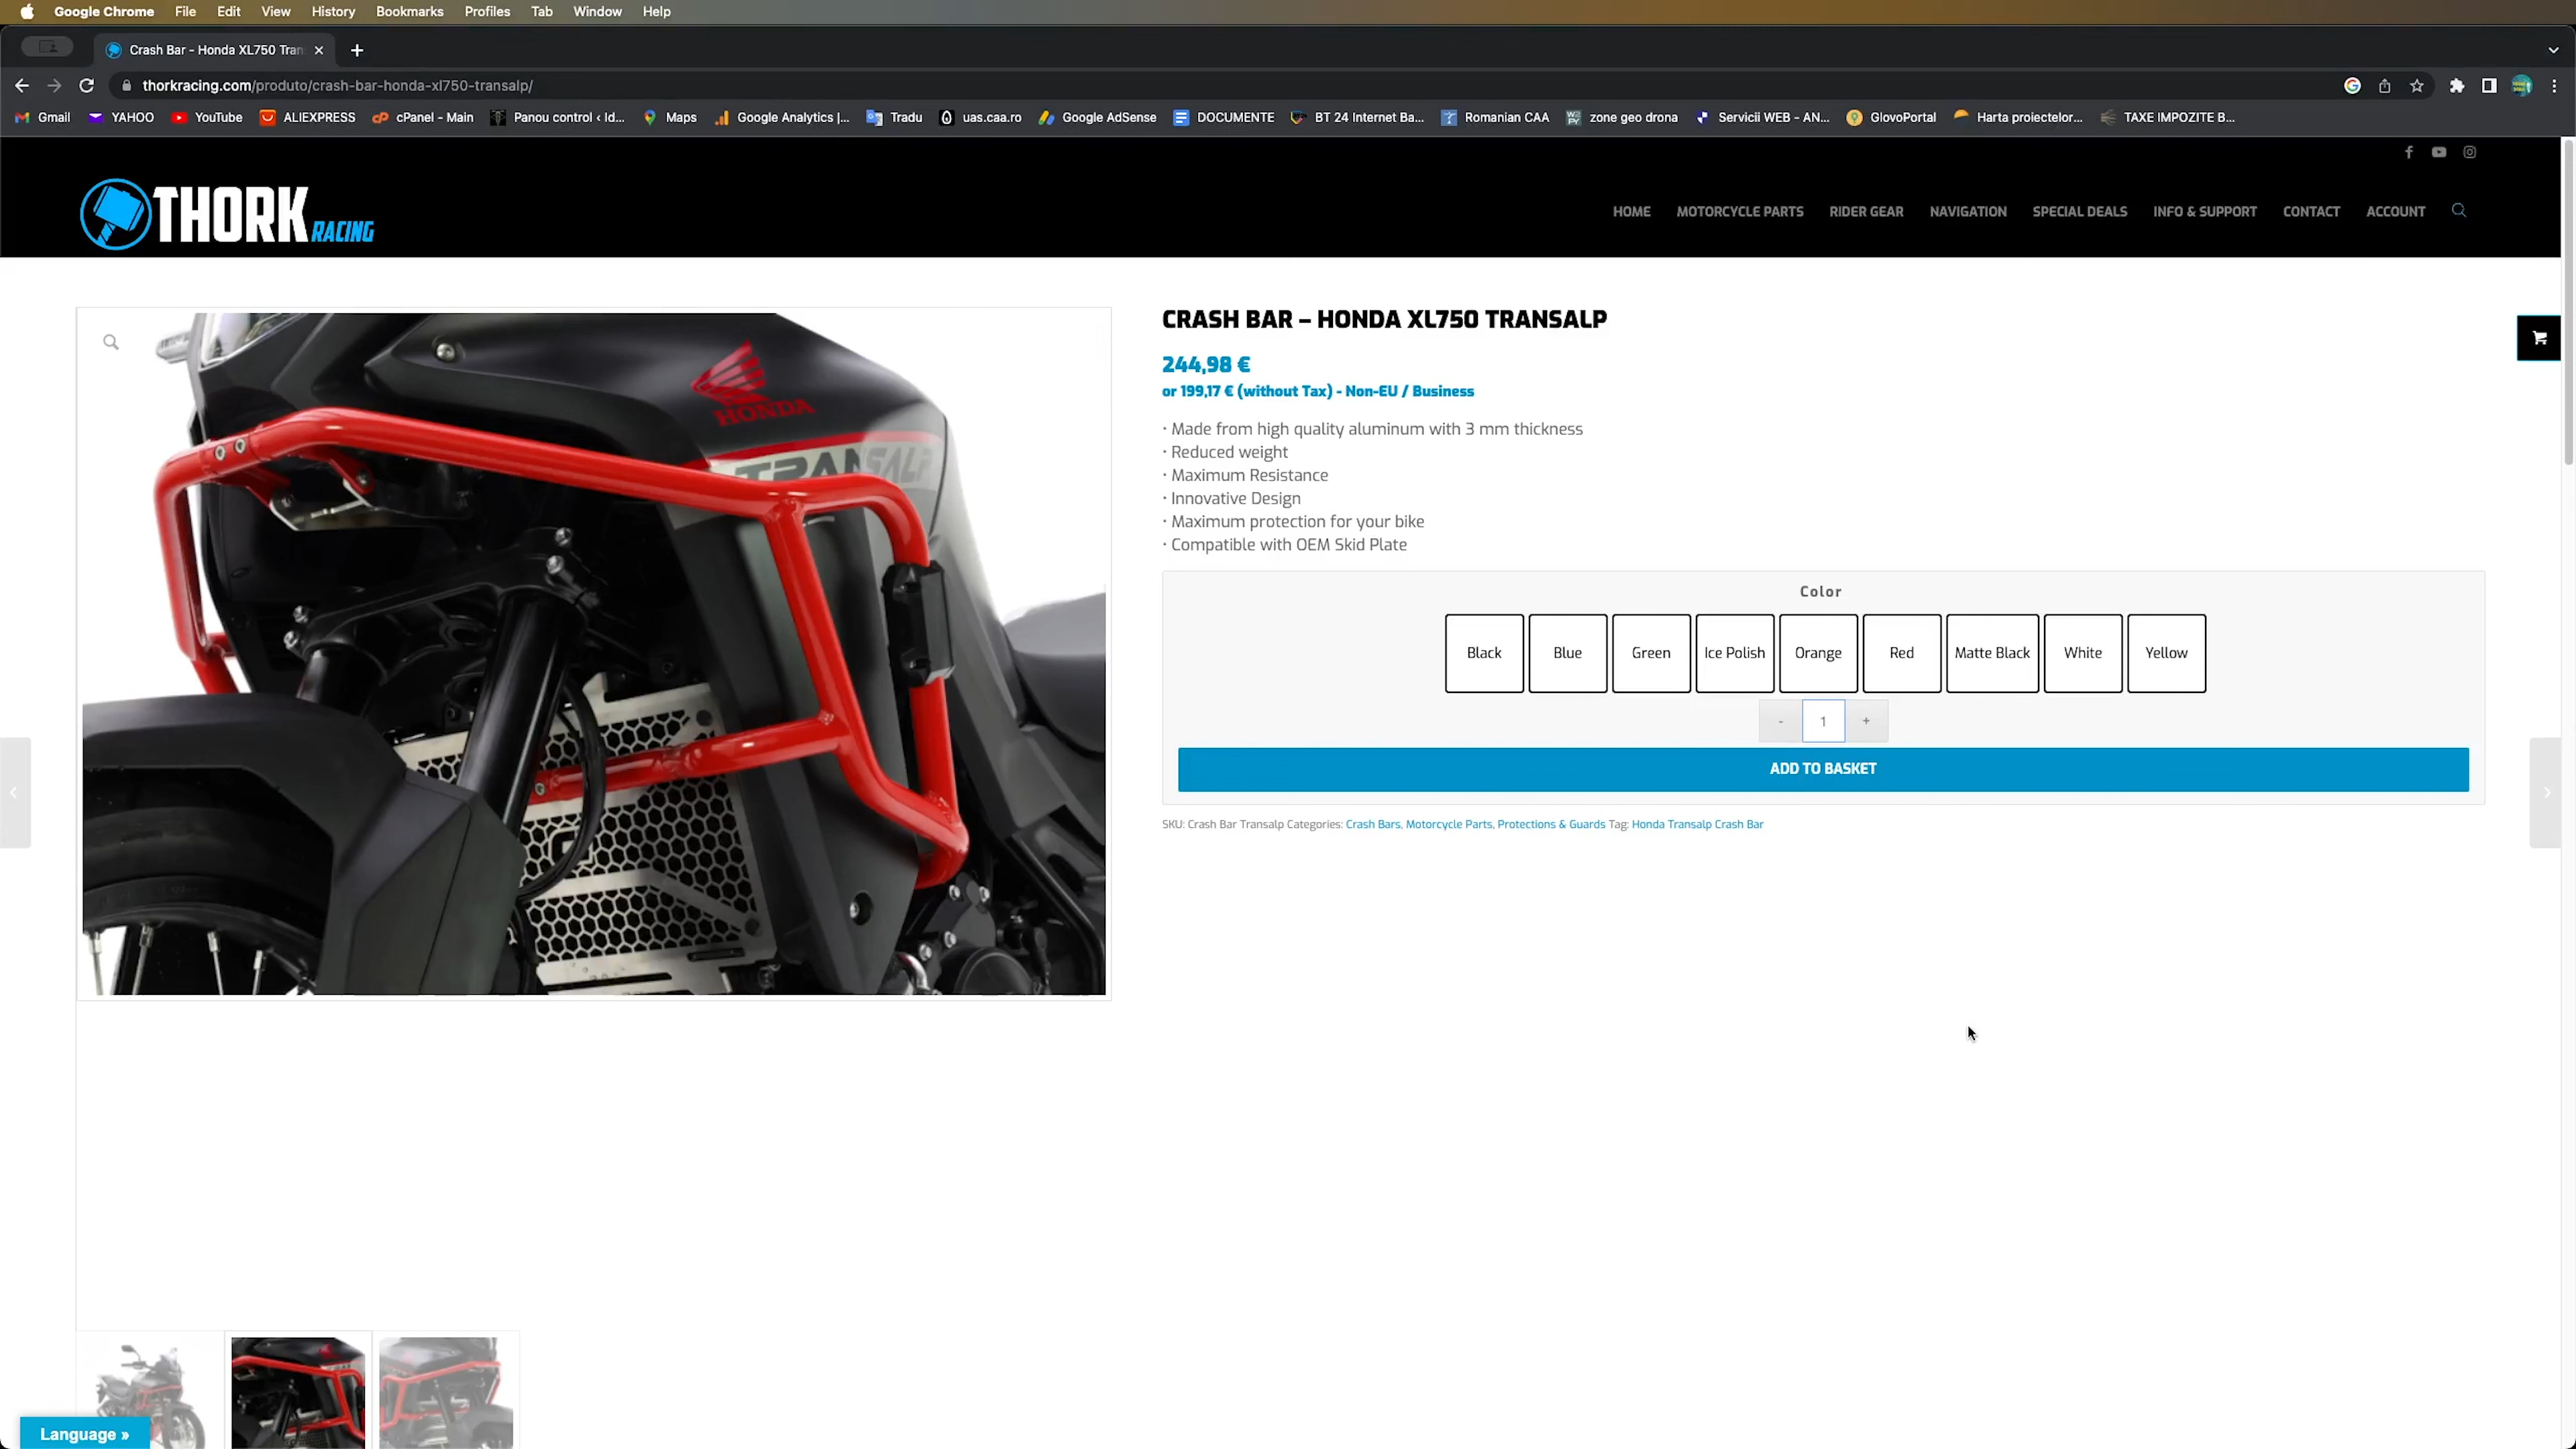 Google Chrome File Edit View History Bookmarks Profiles Tab Window Help
Crash Bar - Honda XL750 Tran
thorkracing.com/produto/crash-bar-honda-xl750-transalp/
Gmail YAHOO YouTube ALIEXPRESS cPanel - Main Panou control ‹ Id... Maps Google Analytics |... Tradu uas.caa.ro Google AdSense DOCUMENTE BT 24 Internet Ba... Romanian CAA zone geo drona Servicii WEB - AN... GlovoPortal Harta proiectelor... TAXE IMPOZITE B...
THORK RACING
HOME MOTORCYCLE PARTS RIDER GEAR NAVIGATION SPECIAL DEALS INFO & SUPPORT CONTACT ACCOUNT
HONDA
TRANSALP
CRASH BAR – HONDA XL750 TRANSALP
244,98 €
or 199,17 € (without Tax) - Non-EU / Business
· Made from high quality aluminum with 3 mm thickness
· Reduced weight
· Maximum Resistance
· Innovative Design
· Maximum protection for your bike
· Compatible with OEM Skid Plate
Color
Black Blue Green Ice Polish Orange Red Matte Black White Yellow
- 1 +
ADD TO BASKET
SKU: Crash Bar Transalp Categories: Crash Bars, Motorcycle Parts, Protections & Guards Tag: Honda Transalp Crash Bar
Language »